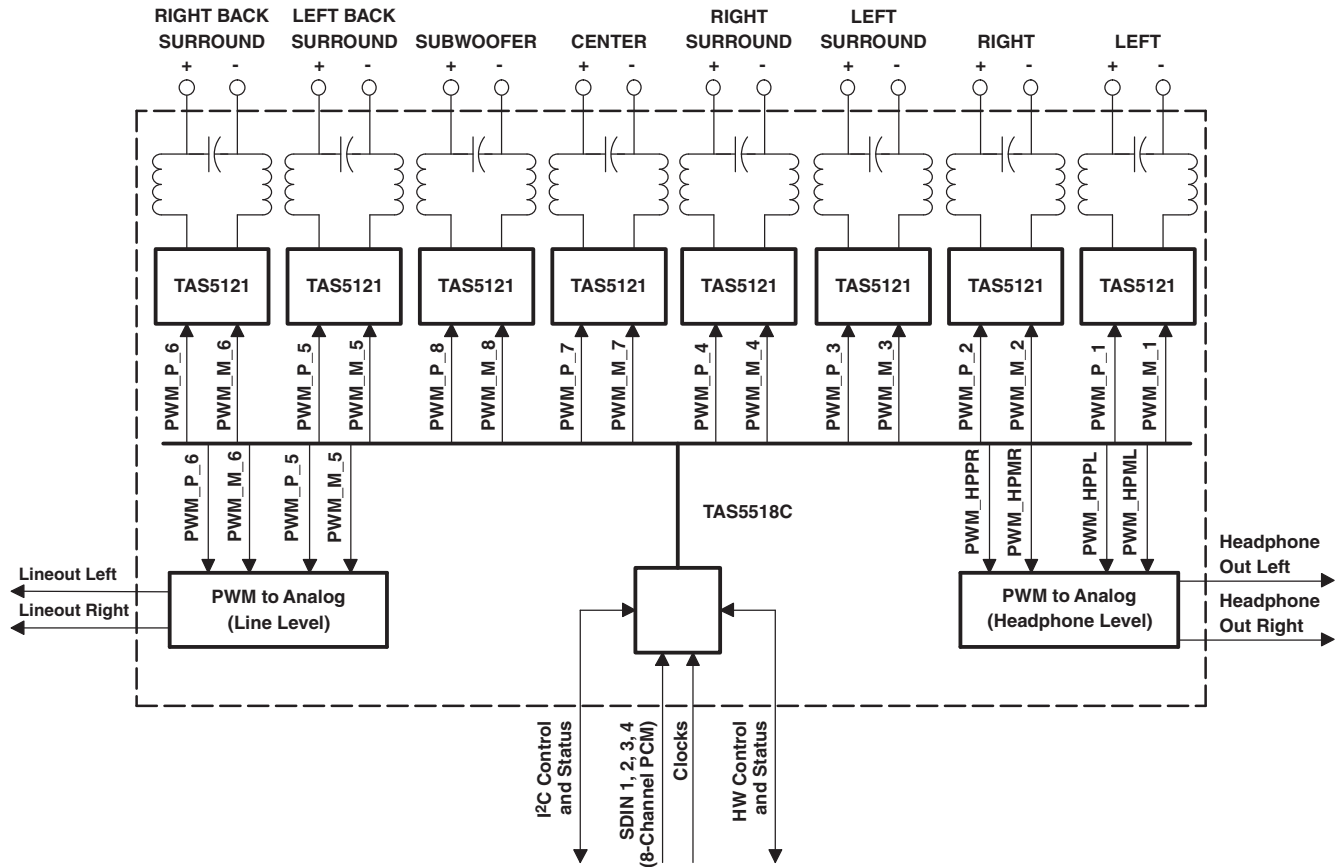 RIGHT BACK
SURROUND
LEFT BACK
SURROUND
SUBWOOFER
CENTER
RIGHT
SURROUND
LEFT
SURROUND
RIGHT
LEFT
+ - + - + - + - + - + - + - + -
TAS5121 TAS5121 TAS5121 TAS5121 TAS5121 TAS5121 TAS5121 TAS5121
PWM_P_6
PWM_M_6
PWM_P_5
PWM_M_5
PWM_P_8
PWM_M_8
PWM_P_7
PWM_M_7
PWM_P_4
PWM_M_4
PWM_P_3
PWM_M_3
PWM_P_2
PWM_M_2
PWM_P_1
PWM_M_1
PWM_P_6
PWM_M_6
PWM_P_5
PWM_M_5
TAS5518C
PWM_HPPR
PWM_HPMR
PWM_HPPL
PWM_HPML
Lineout Left
Lineout Right
PWM to Analog
(Line Level)
PWM to Analog
(Headphone Level)
Headphone
Out Left
Headphone
Out Right
I²C Control
and Status
SDIN 1, 2, 3, 4
(8-Channel PCM)
Clocks
HW Control
and Status